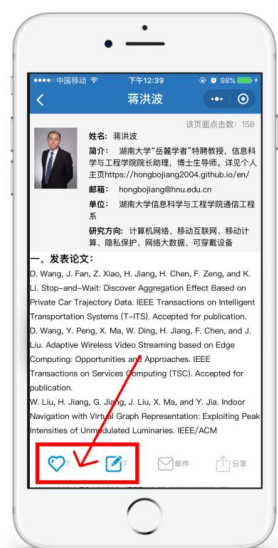 中国移动 下午12:39 98%
蒋洪波
该页面点击数：158
姓名: 蒋洪波
简介: 湖南大学“岳麓学者”特聘教授，信息科
学与工程学院院长助理，博士生导师。详见个人
主页https://hongbojiang2004.github.io/en/
邮箱: hongbojiang@hnu.edu.cn
单位: 湖南大学信息科学与工程学院通信工程
系
研究方向: 计算机网络、移动互联网、移动计
算、隐私保护、网络大数据、可穿戴设备
一、发表论文：
D. Wang, J. Fan, Z. Xiao, H. Jiang, H. Chen, F. Zeng, and K.
Li. Stop-and-Wait: Discover Aggregation Effect Based on
Private Car Trajectory Data. IEEE Transactions on Intelligent
Transportation Systems (T-ITS). Accepted for publication.
D. Wang, Y. Peng, X. Ma, W. Ding, H. Jiang, F. Chen, and J.
Liu. Adaptive Wireless Video Streaming based on Edge
Computing: Opportunities and Approaches. IEEE
Transactions on Services Computing (TSC). Accepted for
publication.
W. Liu, H. Jiang, G. Jiang, J. Liu, X. Ma, and Y. Jia. Indoor
Navigation with Virtual Graph Representation: Exploiting Peak
Intensities of Unmodulated Luminaries. IEEE/ACM
7 7 邮件 分享